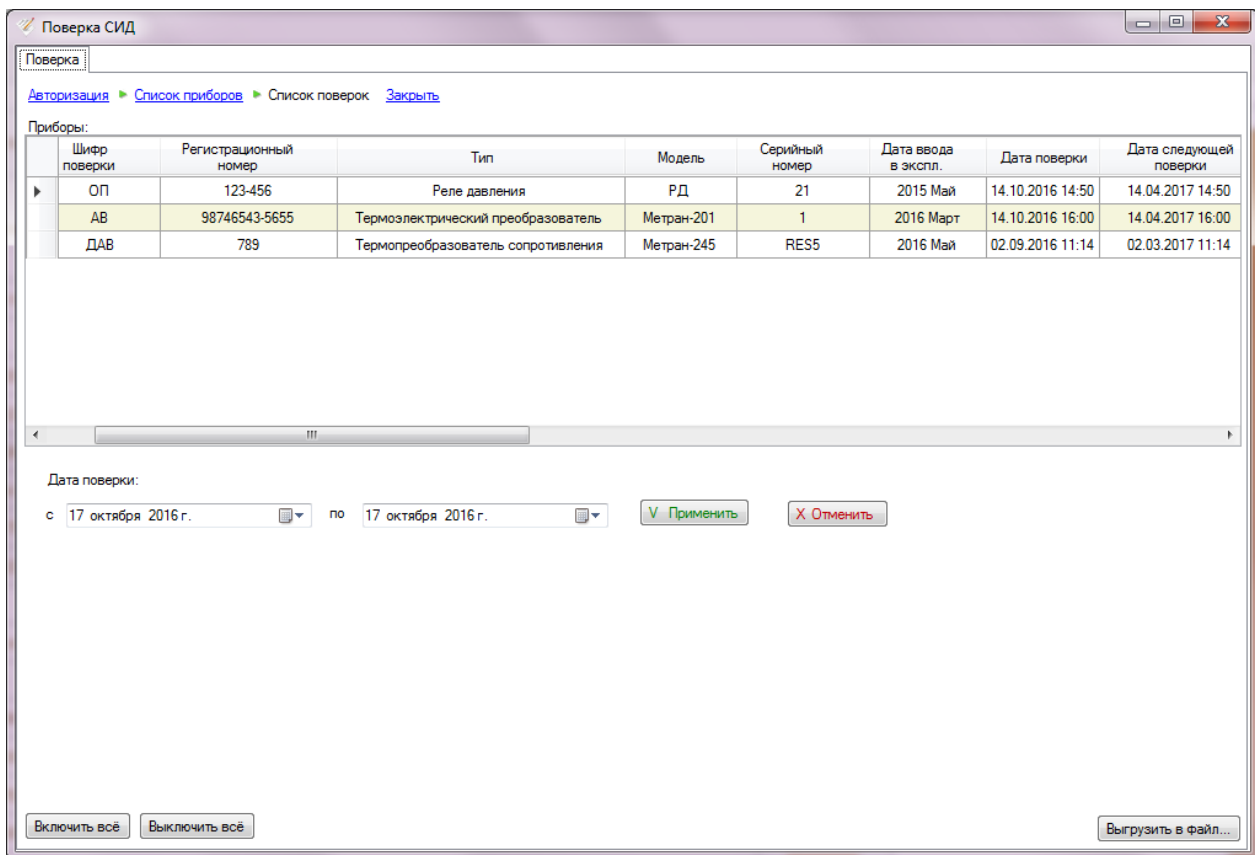 Поверка СИД
Поверка
Авторизация Список приборов Список поверок Закрыть
Приборы:
Шифр поверки Регистрационный номер Тип Модель Серийный номер Дата ввода в экспл. Дата поверки Дата следующей поверки
ОП 123-456 Реле давления РД 21 2015 Май 14.10.2016 14:50 14.04.2017 14:50
АВ 98746543-5655 Термоэлектрический преобразователь Метран-201 1 2016 Март 14.10.2016 16:00 14.04.2017 16:00
ДАВ 789 Термопреобразователь сопротивления Метран-245 RES5 2016 Май 02.09.2016 11:14 02.03.2017 11:14
Дата поверки:
с 17 октября 2016 г. по 17 октября 2016 г. V Применить X Отменить
Включить всё Выключить всё Выгрузить в файл...